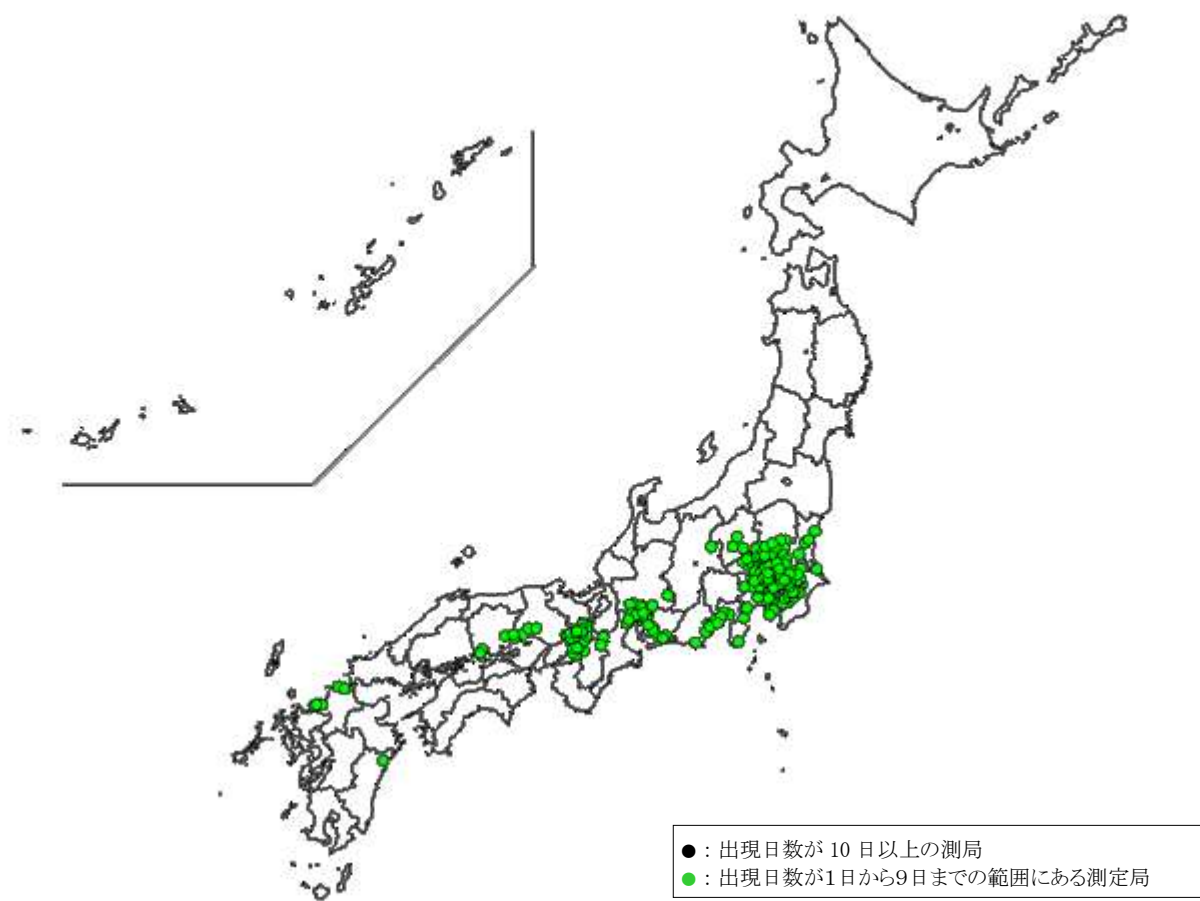 ● : 出現日数が 10 日以上の測局
● : 出現日数が1日から9日までの範囲にある測定局